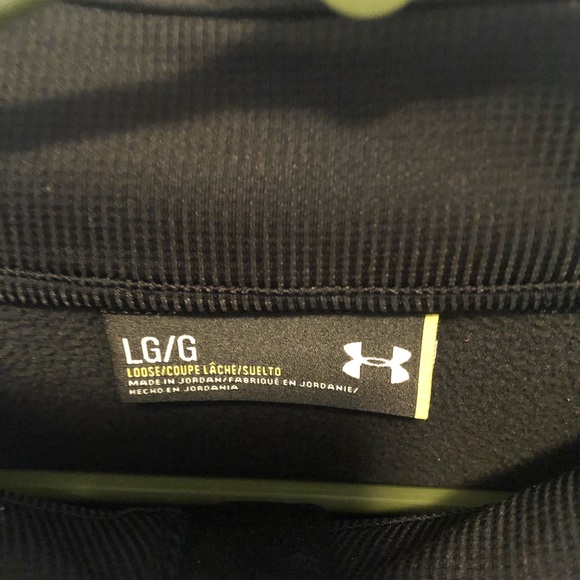 LG/G
LOOSE/COUPE LÂCHE/SUELTO
MADE IN JORDAN/FABRIQUÉ EN JORDANIE/
HECHO EN JORDANIA